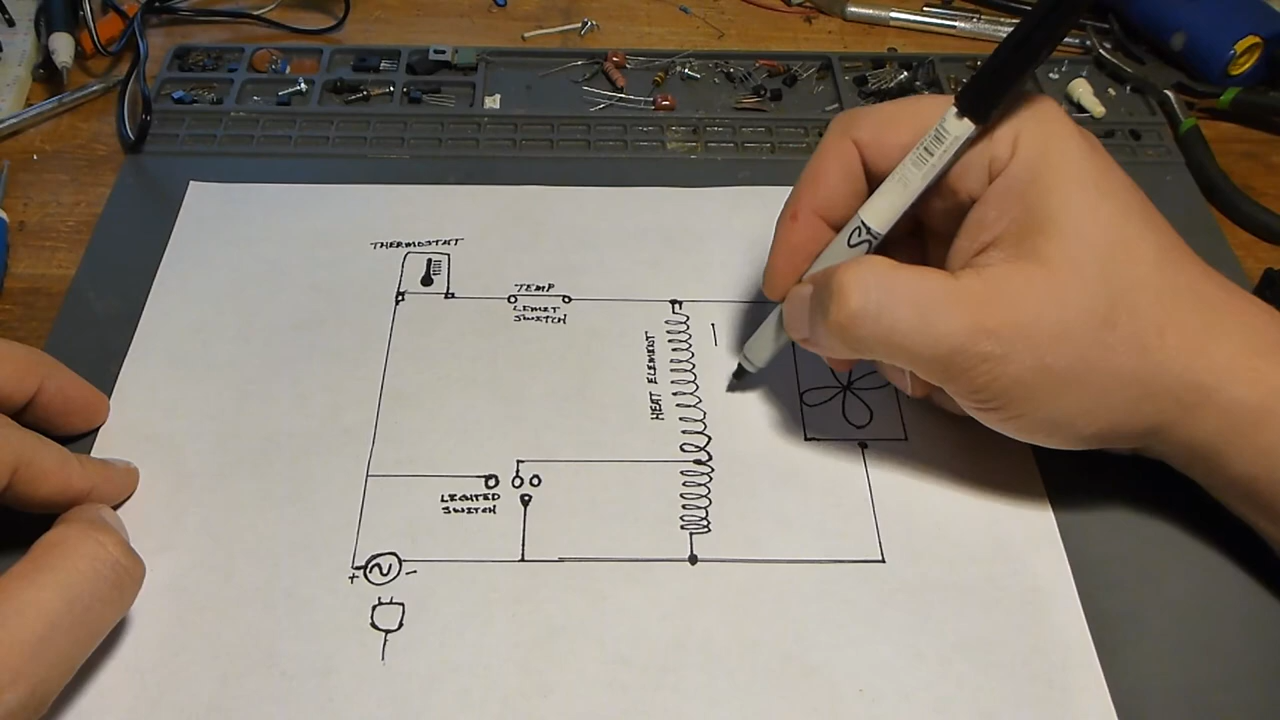 THERMOSTAT
TEMP
LIMIT
SWITCH
HEAT ELEMENT
LIGHTED
SWITCH
+
-